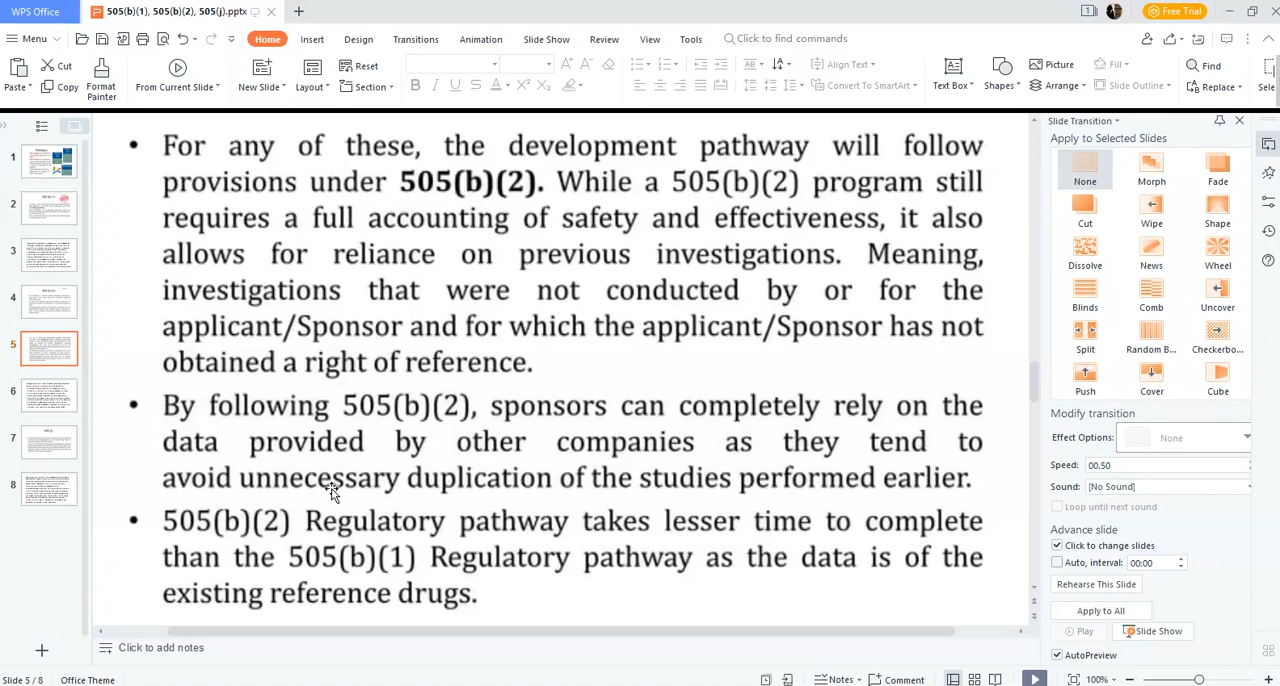 WPS Office
505(b)(1), 505(b)(2), 505(j).pptx
1
Free Trial
Menu
Home
Insert
Design
Transitions
Animation
Slide Show
Review
View
Tools
Click to find commands
Paste
Cut
Copy
Format Painter
From Current Slide
New Slide
Layout
Reset
Section
Align Text
Convert To SmartArt
Text Box
Shapes
Picture
Arrange
Fill
Slide Outline
Find
Replace
Sele
1
2
3
4
5
6
7
8
• For any of these, the development pathway will follow
provisions under 505(b)(2). While a 505(b)(2) program still
requires a full accounting of safety and effectiveness, it also
allows for reliance on previous investigations. Meaning,
investigations that were not conducted by or for the
applicant/Sponsor and for which the applicant/Sponsor has not
obtained a right of reference.
• By following 505(b)(2), sponsors can completely rely on the
data provided by other companies as they tend to
avoid unnecessary duplication of the studies performed earlier.
• 505(b)(2) Regulatory pathway takes lesser time to complete
than the 505(b)(1) Regulatory pathway as the data is of the
existing reference drugs.
Click to add notes
Slide Transition
Apply to Selected Slides
None
Morph
Fade
Cut
Wipe
Shape
Dissolve
News
Wheel
Blinds
Comb
Uncover
Split
Random B...
Checkerbo...
Push
Cover
Cube
Modify transition
Effect Options: None
Speed: 00.50
Sound: [No Sound]
Loop until next sound
Advance slide
Click to change slides
Auto, interval: 00:00
Rehearse This Slide
Apply to All
Play
Slide Show
AutoPreview
Slide 5 / 8
Office Theme
Notes
Comment
100%